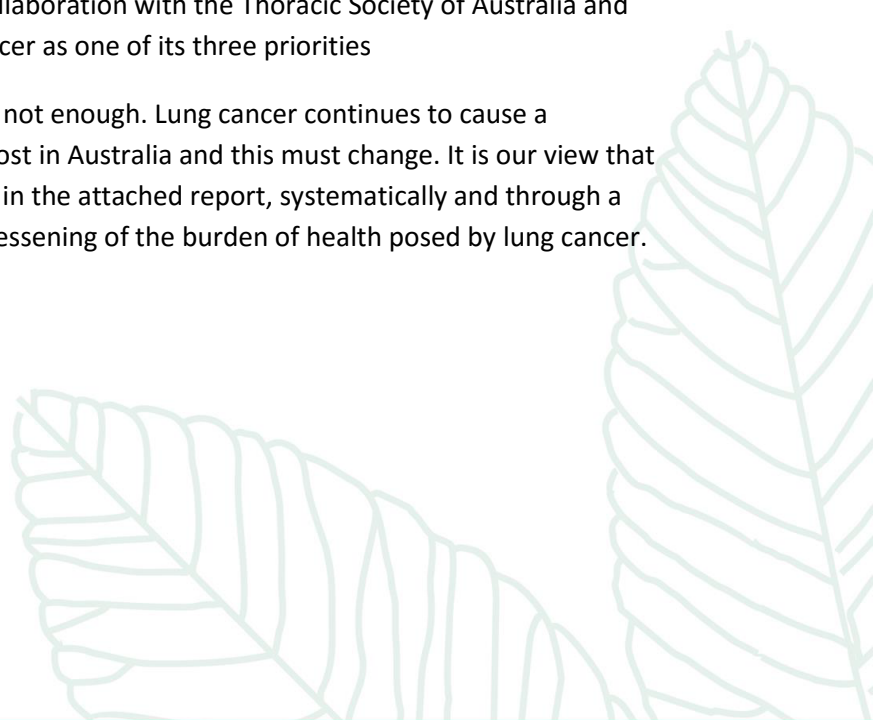 llaboration with the Thoracic Society of Australia and
cer as one of its three priorities
not enough. Lung cancer continues to cause a
ost in Australia and this must change. It is our view that
in the attached report, systematically and through a
essening of the burden of health posed by lung cancer.